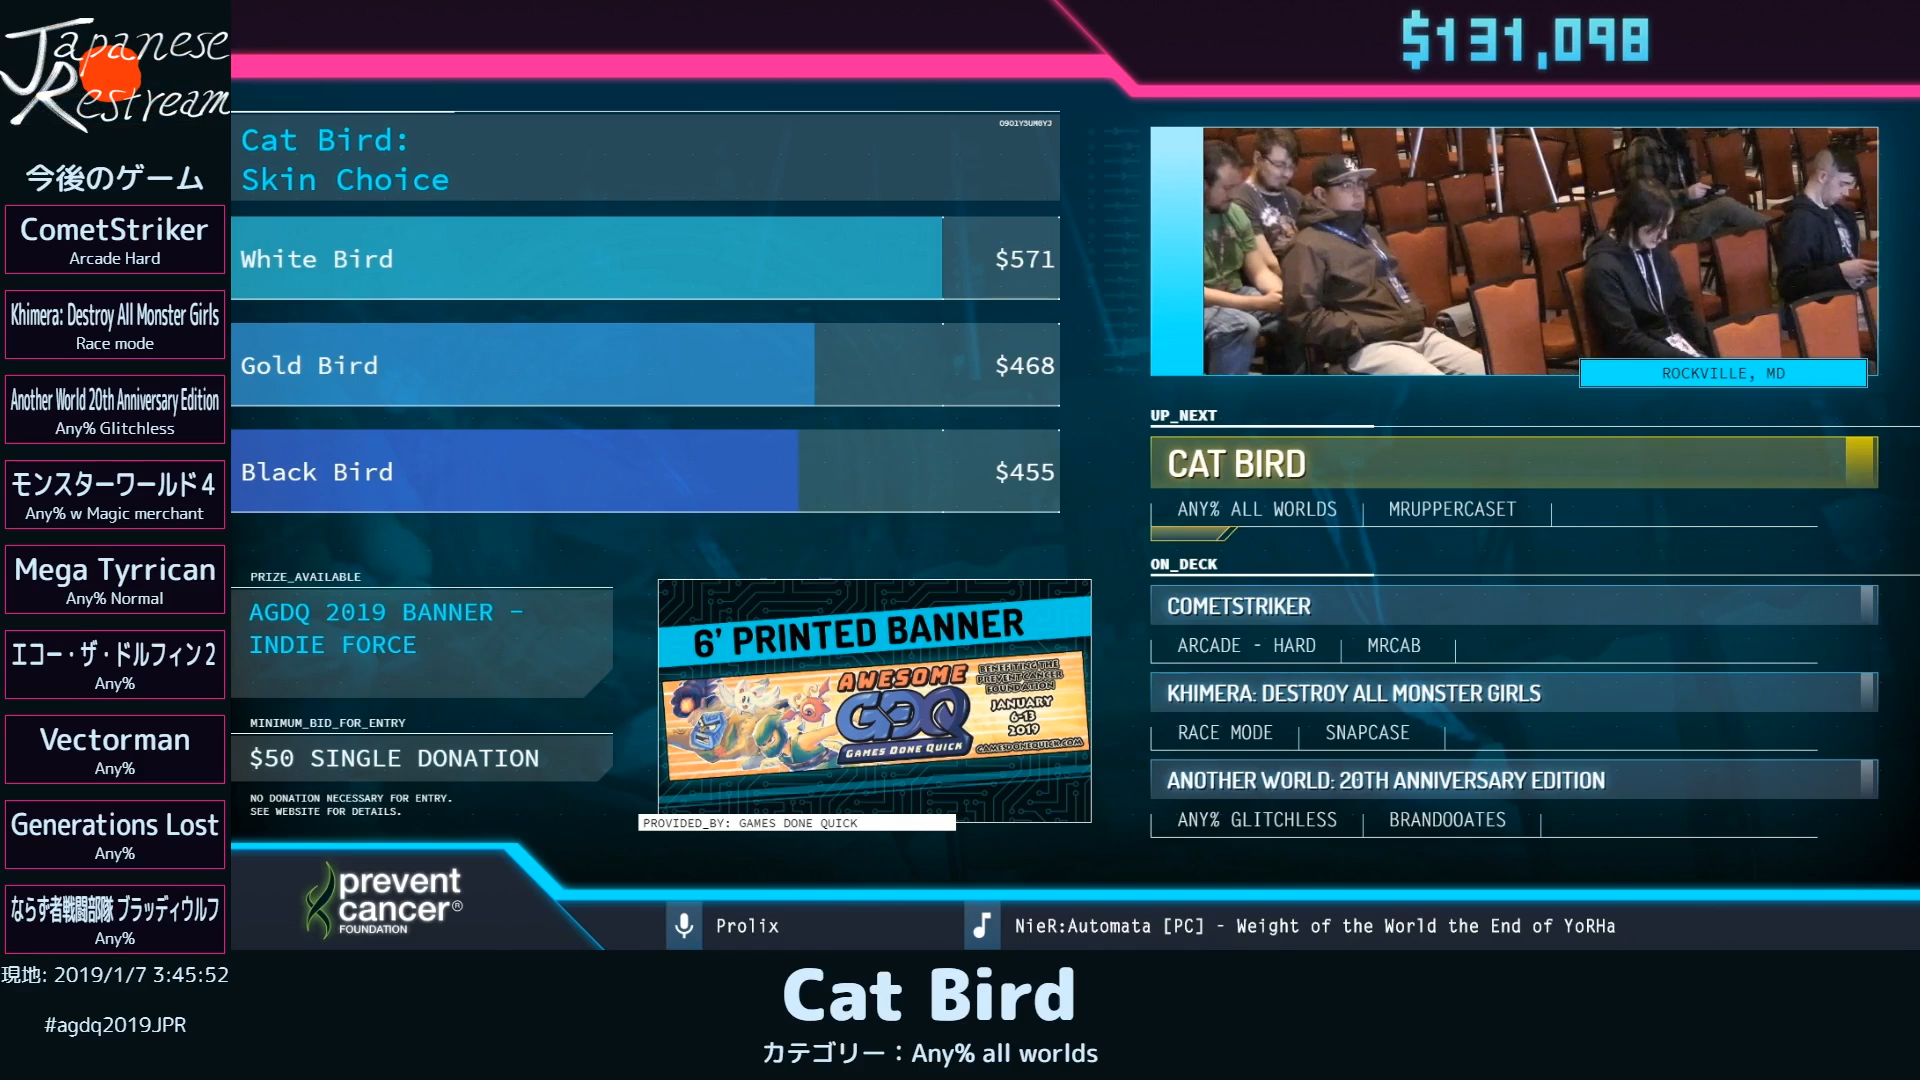 Japanese
Restream
今後のゲーム
CometStriker
Arcade Hard
Khimera: Destroy All Monster Girls
Race mode
Another World 20th Anniversary Edition
Any% Glitchless
モンスターワールド４
Any% w Magic merchant
Mega Tyrrican
Any% Normal
エコー・ザ・ドルフィン２
Any%
Vectorman
Any%
Generations Lost
Any%
ならず者戦闘部隊 ブラッディウルフ
Any%
現地: 2019/1/7 3:45:52
#agdq2019JPR
$131,098
Cat Bird:
Skin Choice
O9O1Y3UM0YJ
White Bird
$571
Gold Bird
$468
Black Bird
$455
PRIZE_AVAILABLE
AGDQ 2019 BANNER –
INDIE FORCE
MINIMUM_BID_FOR_ENTRY
$50 SINGLE DONATION
NO DONATION NECESSARY FOR ENTRY.
SEE WEBSITE FOR DETAILS.
6' PRINTED BANNER
AWESOME
GDQ
GAMES DONE QUICK
BENEFITING THE
PREVENT CANCER
FOUNDATION
JANUARY
6-13
2019
GAMESDONEQUICK.COM
PROVIDED_BY: GAMES DONE QUICK
ROCKVILLE, MD
UP_NEXT
CAT BIRD
ANY% ALL WORLDS
MRUPPERCASET
ON_DECK
COMETSTRIKER
ARCADE - HARD
MRCAB
KHIMERA: DESTROY ALL MONSTER GIRLS
RACE MODE
SNAPCASE
ANOTHER WORLD: 20TH ANNIVERSARY EDITION
ANY% GLITCHLESS
BRANDOOATES
prevent
cancer®
FOUNDATION
Prolix
NieR:Automata [PC] - Weight of the World the End of YoRHa
Cat Bird
カテゴリー：Any% all worlds